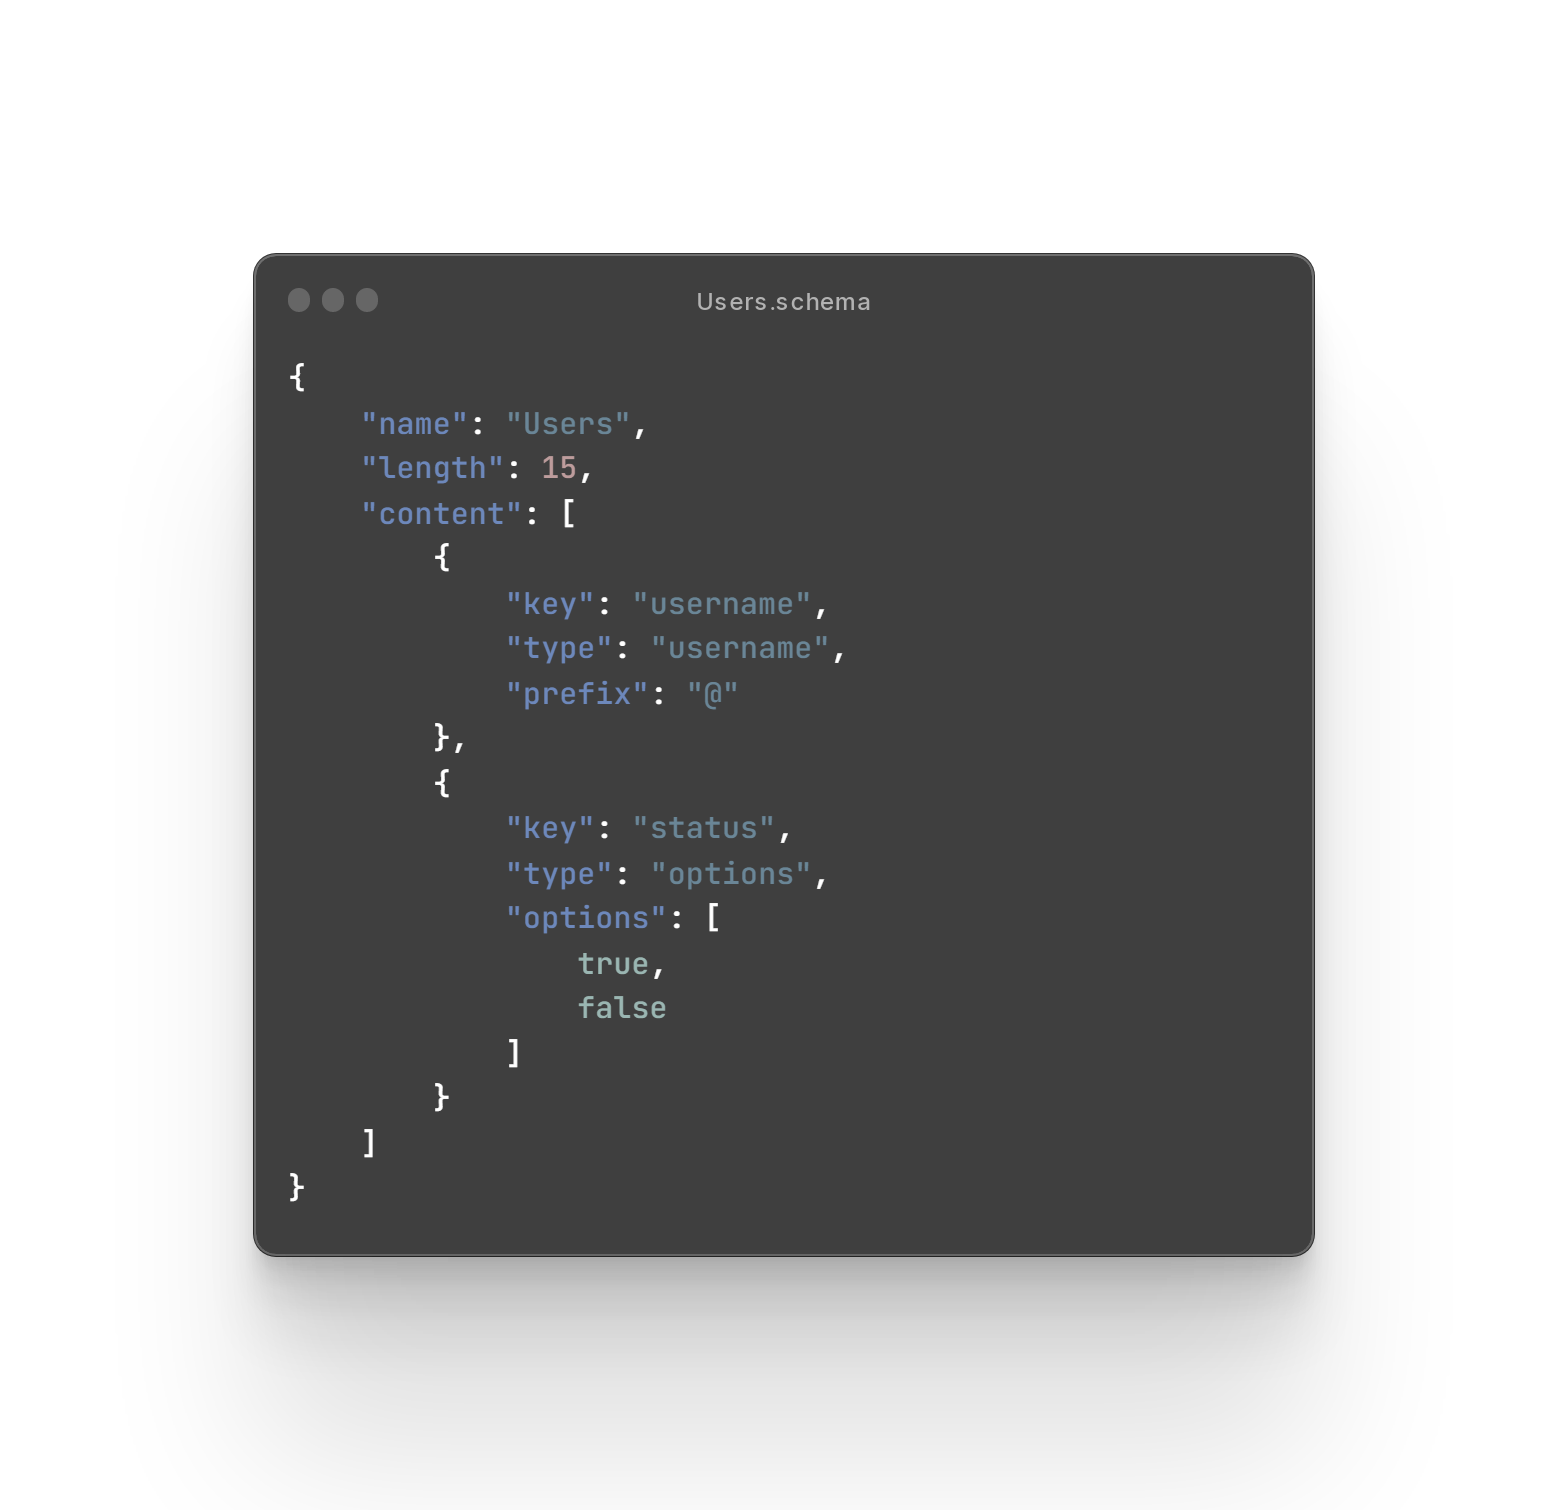 Users.schema
{
    "name": "Users",
    "length": 15,
    "content": [
        {
            "key": "username",
            "type": "username",
            "prefix": "@"
        },
        {
            "key": "status",
            "type": "options",
            "options": [
                true,
                false
            ]
        }
    ]
}